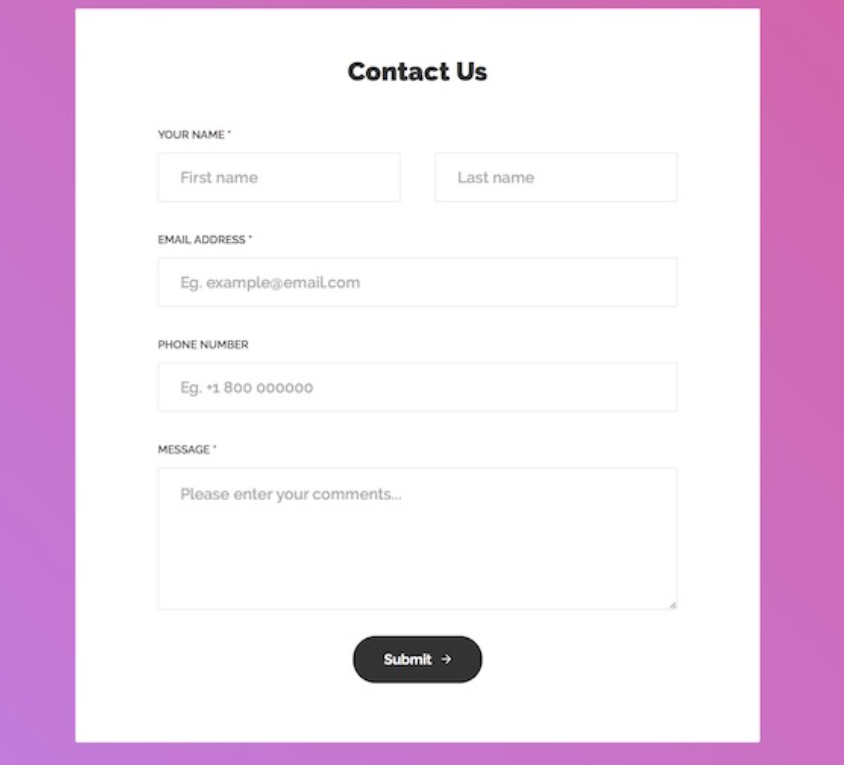 Contact Us
YOUR NAME *
First name Last name
EMAIL ADDRESS *
Eg. example@email.com
PHONE NUMBER
Eg. +1 800 000000
MESSAGE *
Please enter your comments...
Submit →